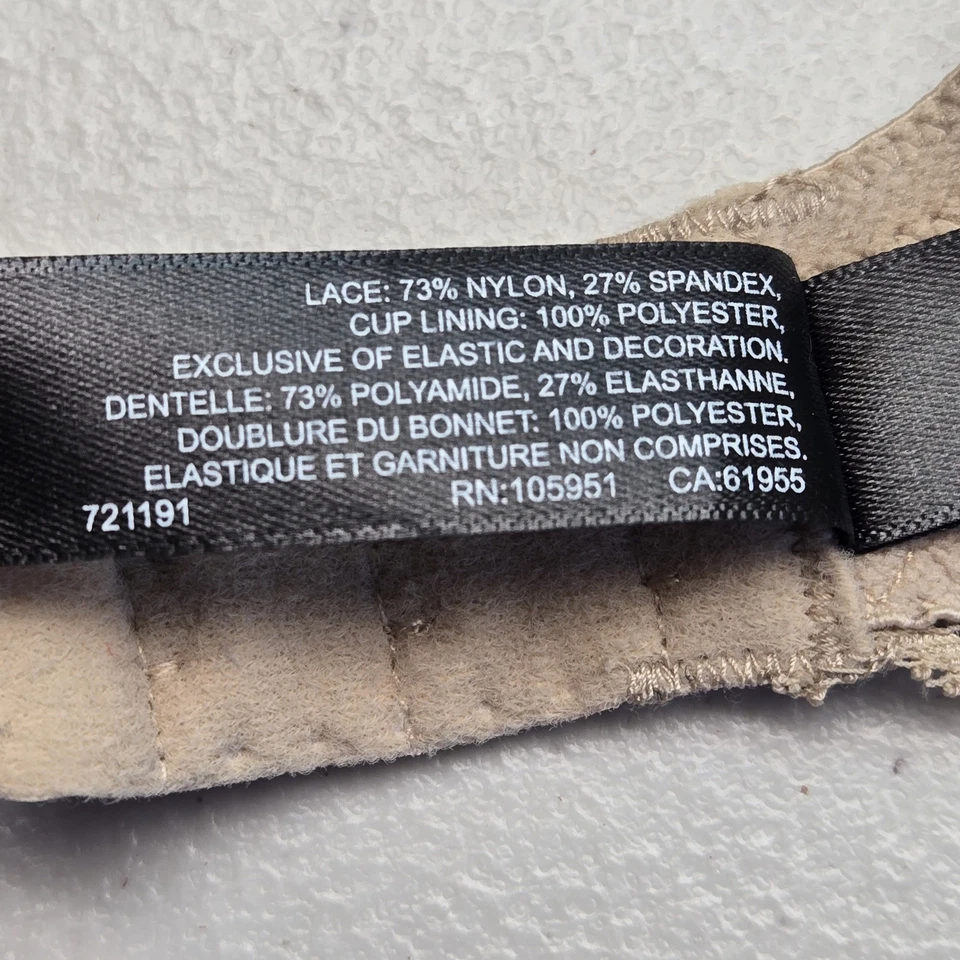 LACE: 73% NYLON, 27% SPANDEX,
CUP LINING: 100% POLYESTER,
EXCLUSIVE OF ELASTIC AND DECORATION.
DENTELLE: 73% POLYAMIDE, 27% ELASTHANNE,
DOUBLURE DU BONNET: 100% POLYESTER,
ELASTIQUE ET GARNITURE NON COMPRISES.
721191 RN:105951 CA:61955